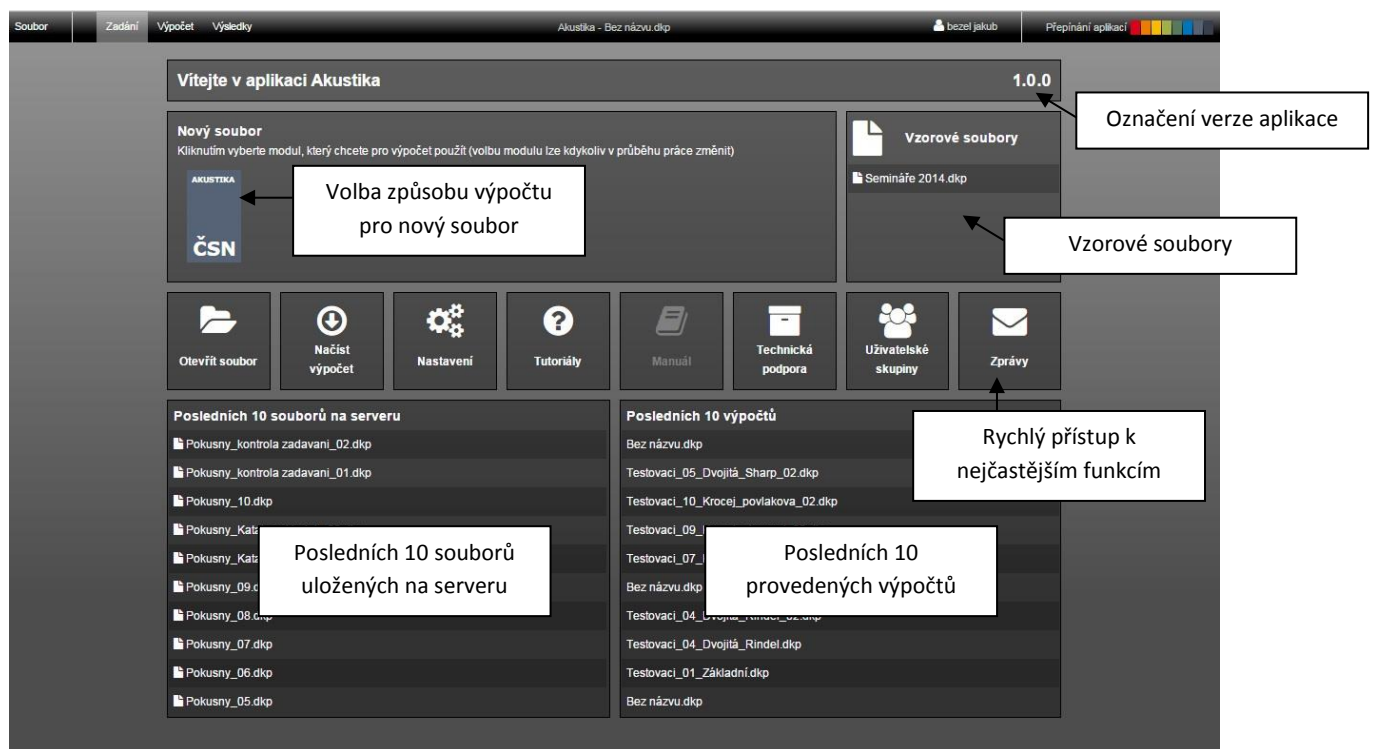 Soubor Zadání Výpočet Výsledky Akustika - Bez názvu.dkp bezel jakub Přepínání aplikací
Vítejte v aplikaci Akustika 1.0.0
Označení verze aplikace
Nový soubor
Kliknutím vyberte modul, který chcete pro výpočet použít (volbu modulu lze kdykoliv v průběhu práce změnit)
AKUSTIKA
ČSN
Volba způsobu výpočtu
pro nový soubor
Vzorové soubory
Semináře 2014.dkp
Vzorové soubory
Otevřít soubor
Načíst
výpočet
Nastavení
Tutoriály
Manuál
Technická
podpora
Uživatelské
skupiny
Zprávy
Rychlý přístup k
nejčastějším funkcím
Posledních 10 souborů na serveru
Pokusny_kontrola zadavani_02.dkp
Pokusny_kontrola zadavani_01.dkp
Pokusny_10.dkp
Posledních 10 souborů
uložených na serveru
Pokusny_08.dkp
Pokusny_07.dkp
Pokusny_06.dkp
Pokusny_05.dkp
Posledních 10 výpočtů
Bez názvu.dkp
Testovaci_05_Dvojitá_Sharp_02.dkp
Testovaci_10_Krocej_povlakova_02.dkp
Testovaci_09_
Testovaci_07_
Bez názvu.dkp
Posledních 10
provedených výpočtů
Testovaci_04_Dvojitá_Rindel_02.dkp
Testovaci_04_Dvojitá_Rindel.dkp
Testovaci_01_Základní.dkp
Bez názvu.dkp